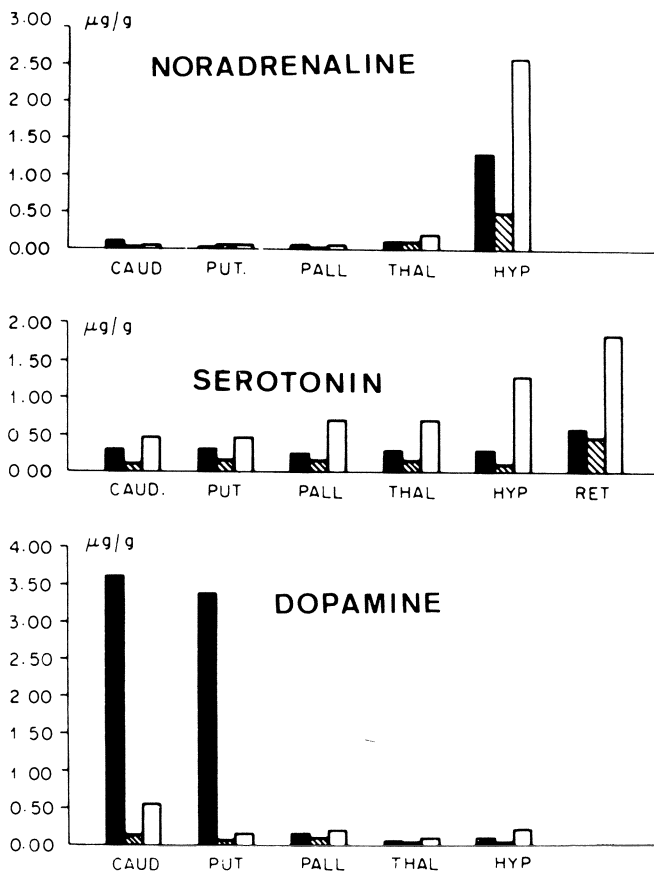 3.00 µg/g
NORADRENALINE
2.50
2 00
1.50
1.00
0.50
0.00
CAUD PUT. PALL THAL HYP
2.00 µg/g
1.50
SEROTONIN
1.00
0.50
0 00
CAUD. PUT PALL THAL HYP RET
4.00 µg/g
3.50
DOPAMINE
3.00
2.50
2.00
1 50
1 00
0.50
0.00
CAUD PUT PALL THAL HYP